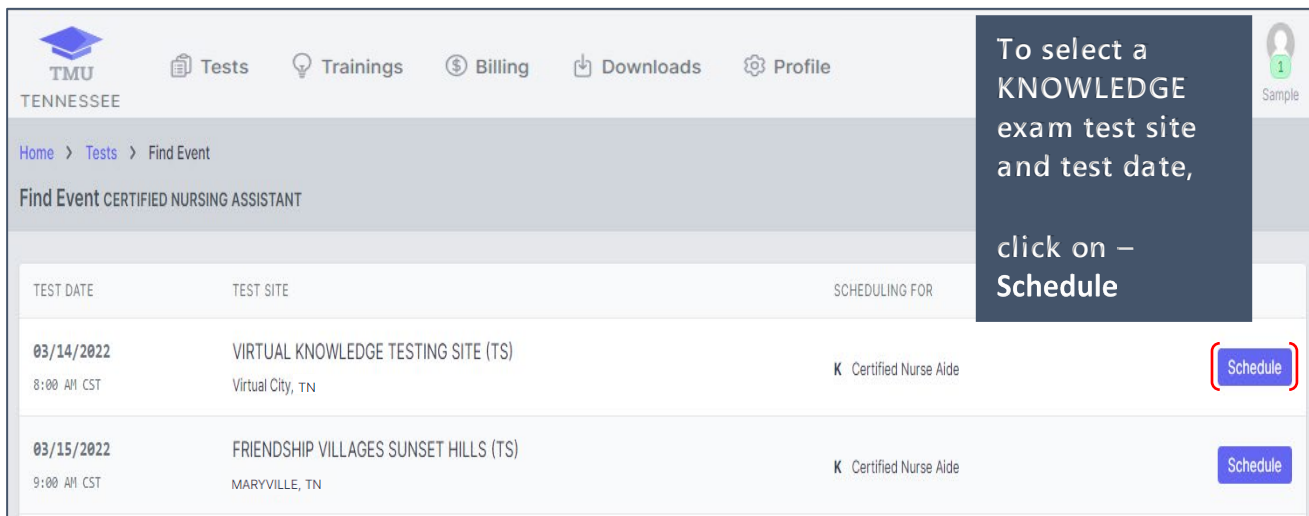 TMU
TENNESSEE
Tests
Trainings
Billing
Downloads
Profile
1
Sample
To select a
KNOWLEDGE
exam test site
and test date,
click on –
Schedule
Home > Tests > Find Event
Find Event CERTIFIED NURSING ASSISTANT
TEST DATE TEST SITE SCHEDULING FOR
03/14/2022 VIRTUAL KNOWLEDGE TESTING SITE (TS)
8:00 AM CST Virtual City, TN
K Certified Nurse Aide
Schedule
03/15/2022 FRIENDSHIP VILLAGES SUNSET HILLS (TS)
9:00 AM CST MARYVILLE, TN
K Certified Nurse Aide
Schedule